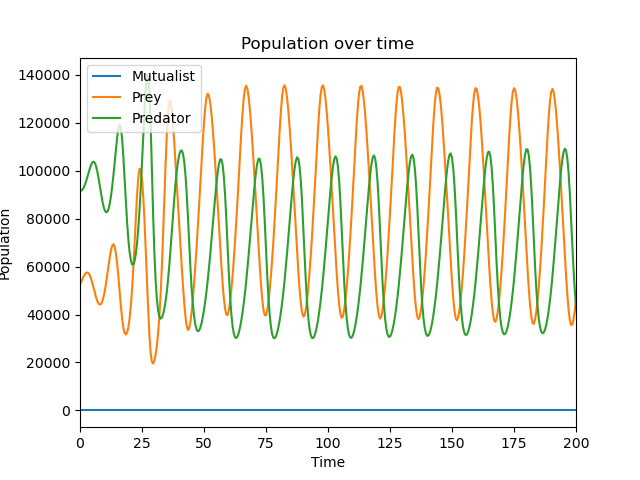 Population over time
Mutualist
Prey
Predator
140000
120000
100000
80000
60000
40000
20000
0
Population
0 25 50 75 100 125 150 175 200
Time